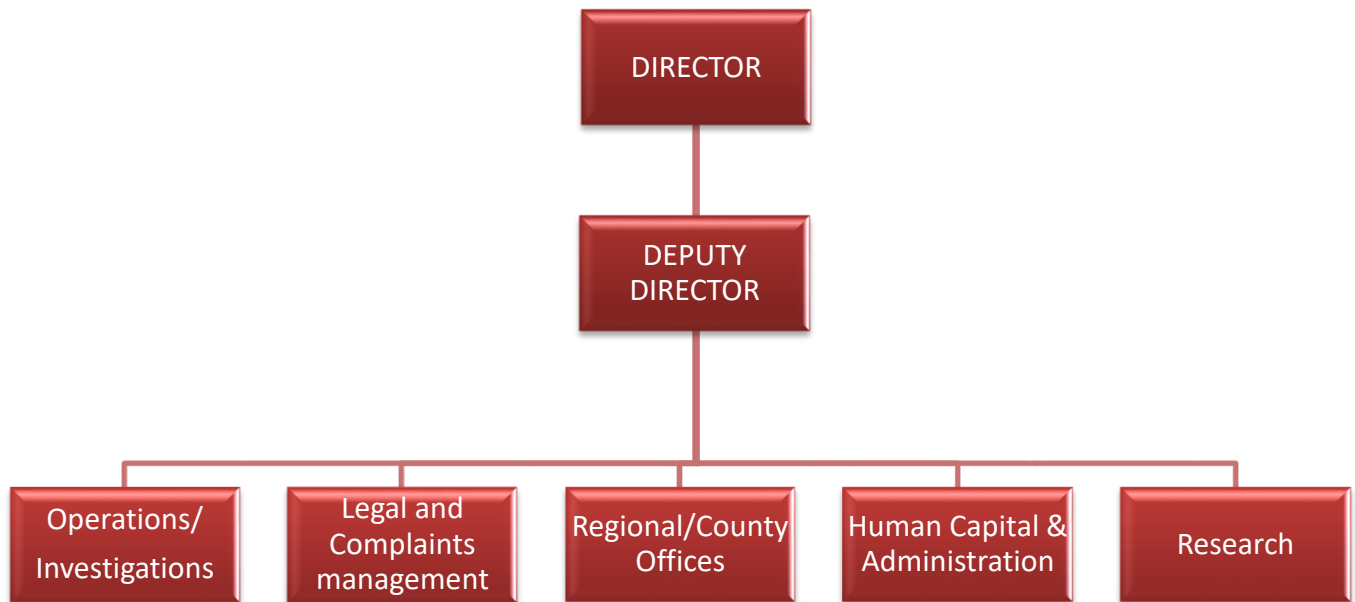 DIRECTOR
DEPUTY
DIRECTOR
Operations/
Investigations
Legal and
Complaints
management
Regional/County
Offices
Human Capital &
Administration
Research